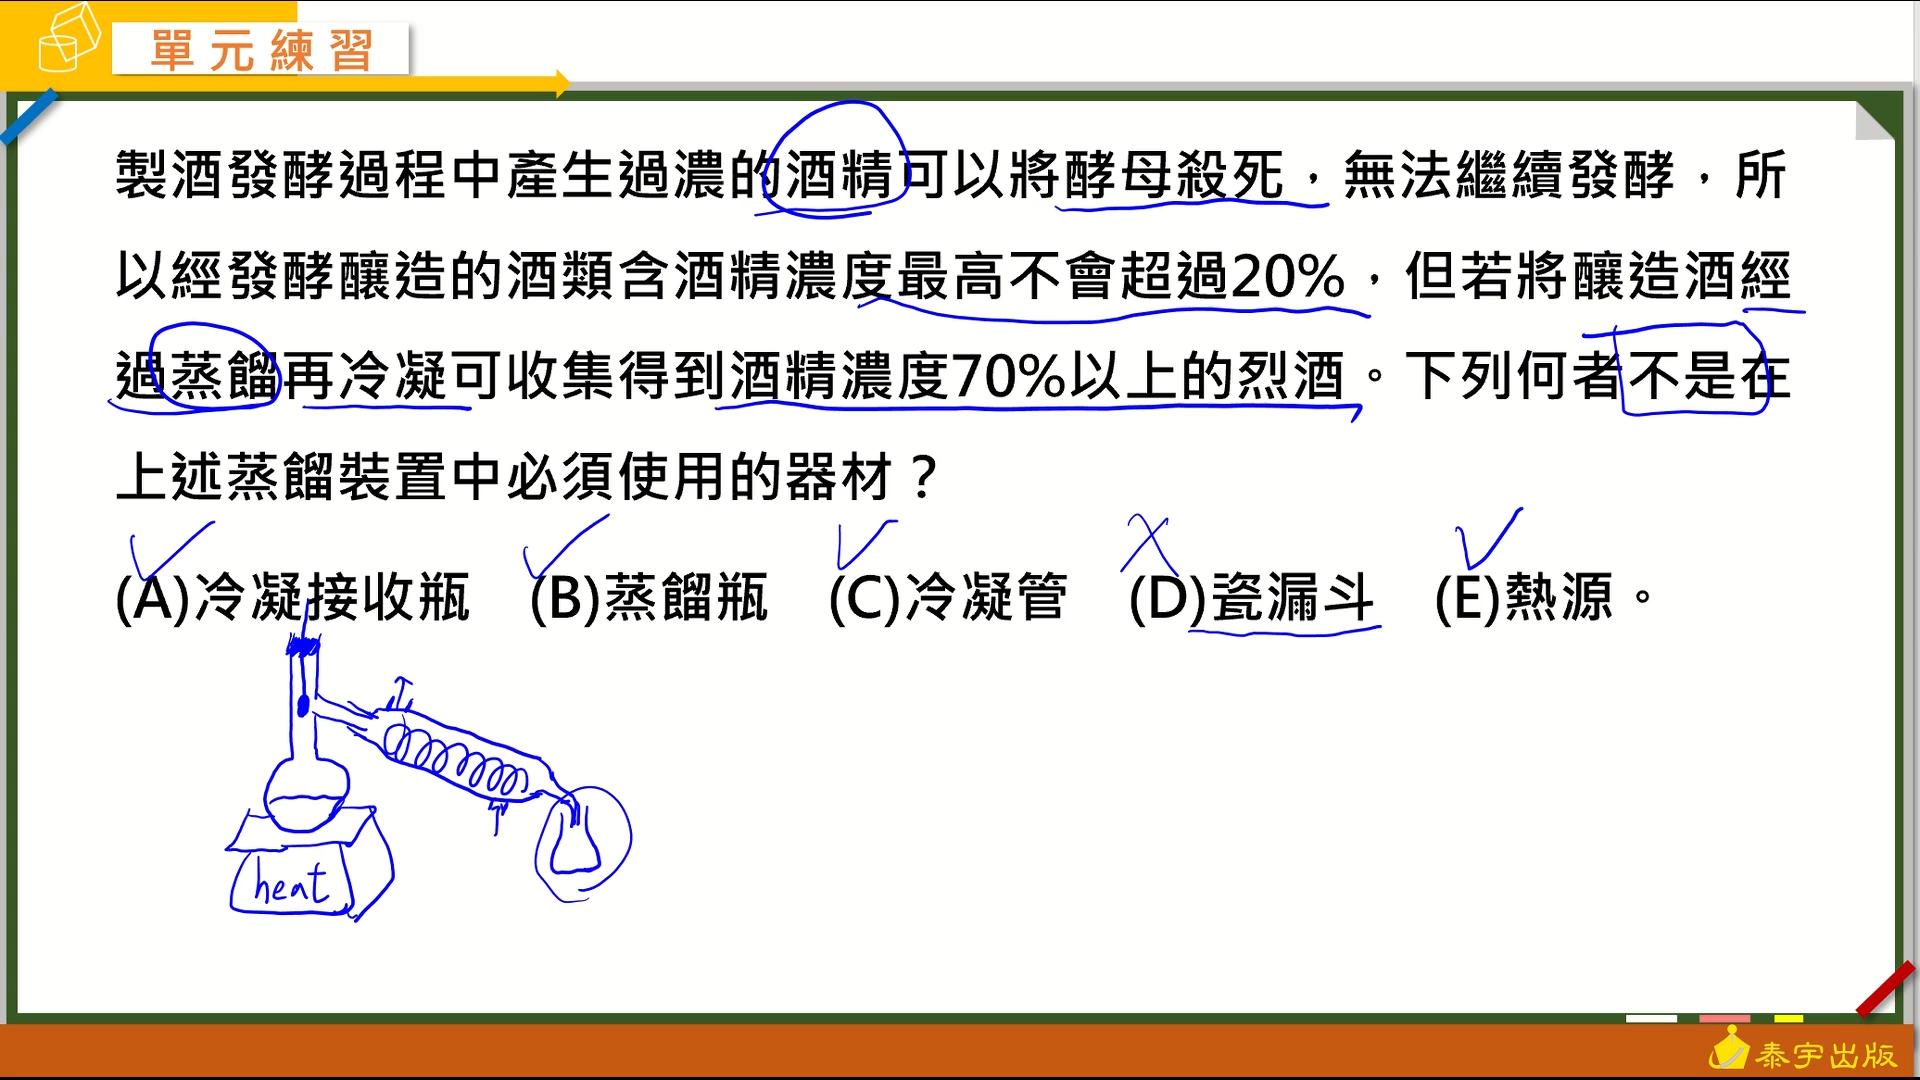 單元練習
製酒發酵過程中產生過濃的酒精可以將酵母殺死，無法繼續發酵，所
以經發酵釀造的酒類含酒精濃度最高不會超過20%，但若將釀造酒經
過蒸餾再冷凝可收集得到酒精濃度70%以上的烈酒。下列何者不是在
上述蒸餾裝置中必須使用的器材？
(A)冷凝接收瓶 (B)蒸餾瓶 (C)冷凝管 (D)瓷漏斗 (E)熱源。
heat
泰宇出版